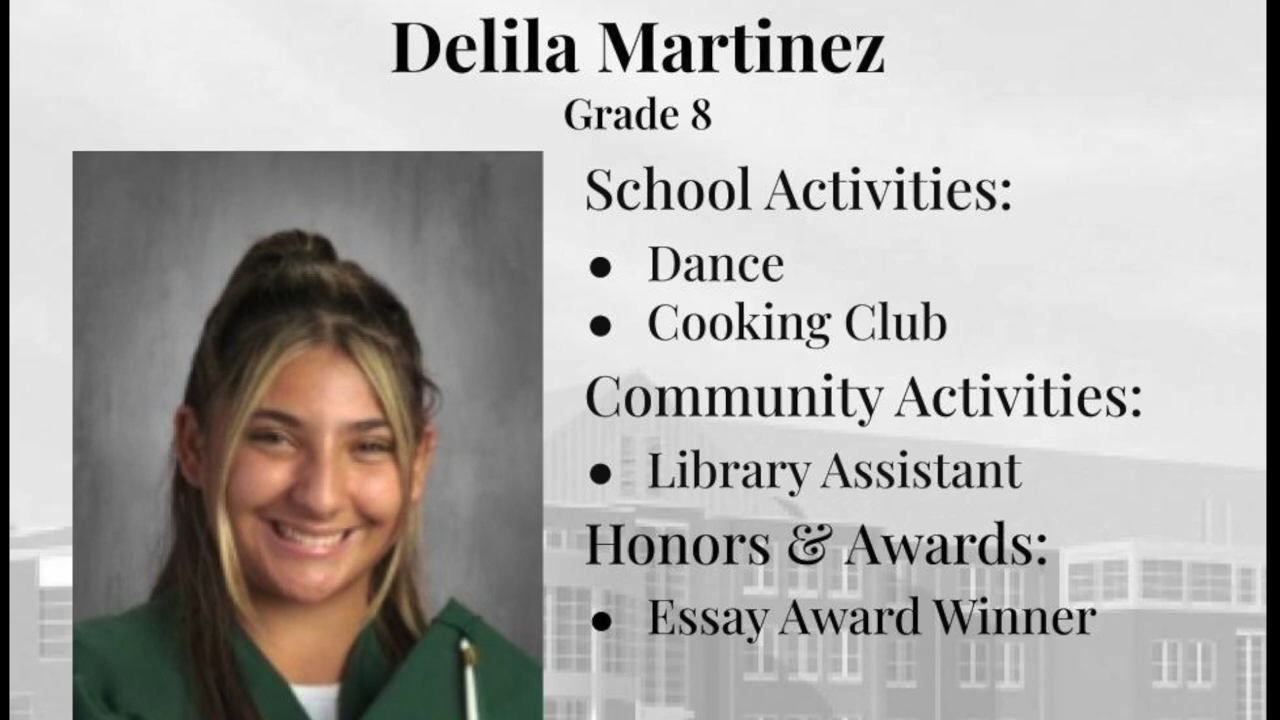 Delila Martinez
Grade 8
School Activities:
● Dance
● Cooking Club
Community Activities:
● Library Assistant
Honors & Awards:
● Essay Award Winner